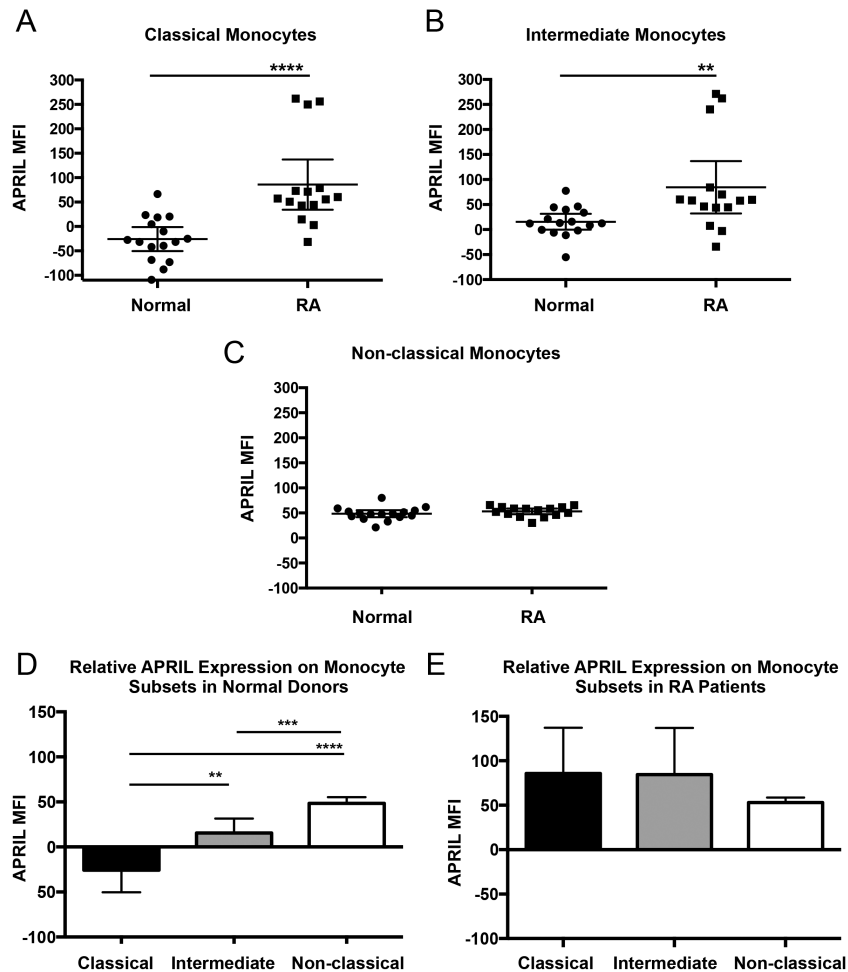 A
Classical Monocytes
****
APRIL MFI
300
250
200
150
100
50
0
-50
-100
Normal
RA
B
Intermediate Monocytes
**
APRIL MFI
300
250
200
150
100
50
0
-50
-100
Normal
RA
C
Non-classical Monocytes
APRIL MFI
300
250
200
150
100
50
0
-50
-100
Normal
RA
D
Relative APRIL Expression on Monocyte
Subsets in Normal Donors
***
****
**
APRIL MFI
150
100
50
0
50
-100
Classical
Intermediate
Non-classical
E
Relative APRIL Expression on Monocyte
Subsets in RA Patients
APRIL MFI
150
100
50
0
-50
-100
Classical
Intermediate
Non-classical